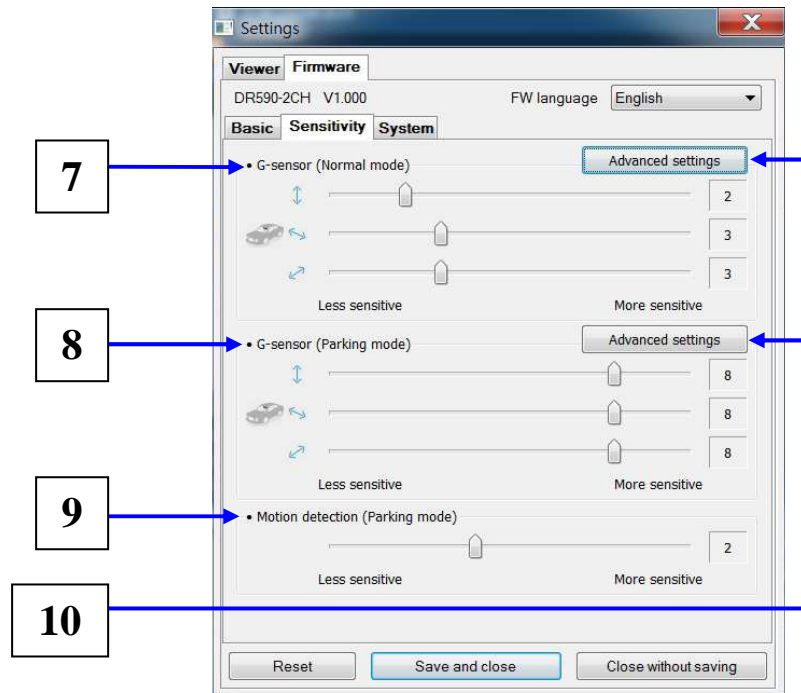 Settings
Viewer Firmware
DR590-2CH V1.000 FW language English
Basic Sensitivity System
7 • G-sensor (Normal mode) Advanced settings
2
3
3
Less sensitive More sensitive
8 • G-sensor (Parking mode) Advanced settings
8
8
8
Less sensitive More sensitive
9 • Motion detection (Parking mode)
2
Less sensitive More sensitive
10
Reset Save and close Close without saving